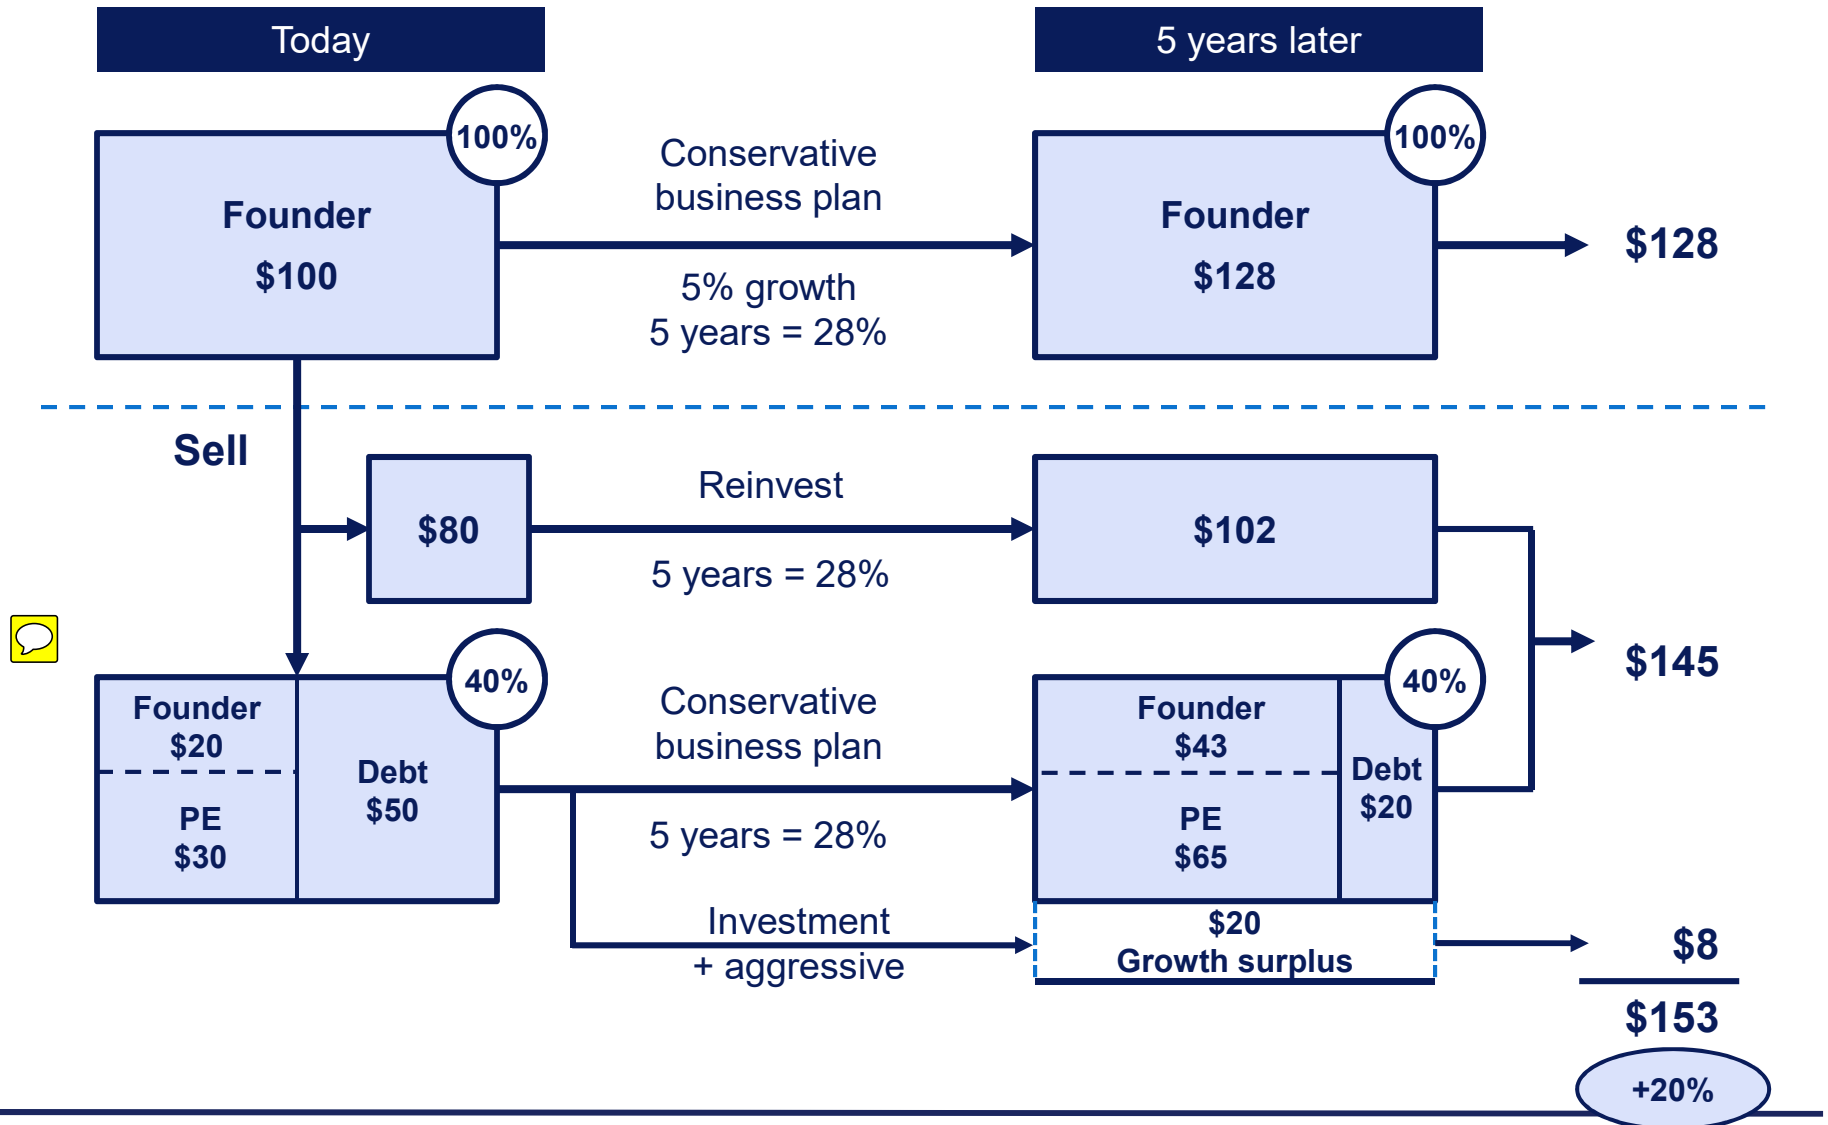 Today
5 years later
100%
Founder
$100
Conservative
business plan
5% growth
5 years = 28%
100%
Founder
$128
$128
Sell
$80
Reinvest
5 years = 28%
$102
$145
40%
Founder
$20
PE
$30
Debt
$50
Conservative
business plan
5 years = 28%
Investment
+ aggressive
40%
Founder
$43
PE
$65
Debt
$20
$20
Growth surplus
$8
$153
+20%